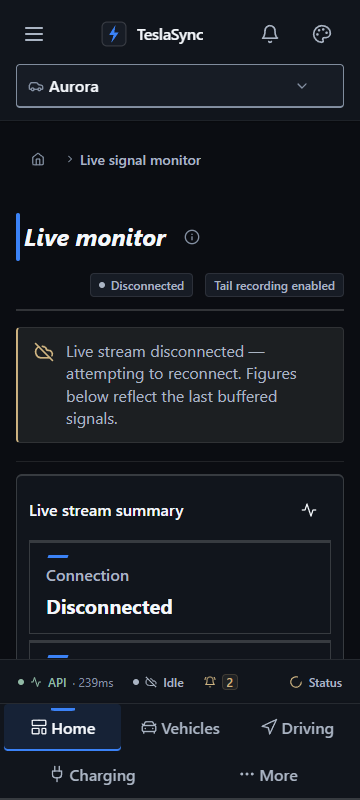 TeslaSync
Aurora
Live signal monitor
Live monitor
Disconnected
Tail recording enabled
Live stream disconnected —
attempting to reconnect. Figures
below reflect the last buffered
signals.
Live stream summary
Connection
Disconnected
API · 239ms
Idle
2
Status
Home
Vehicles
Driving
Charging
More